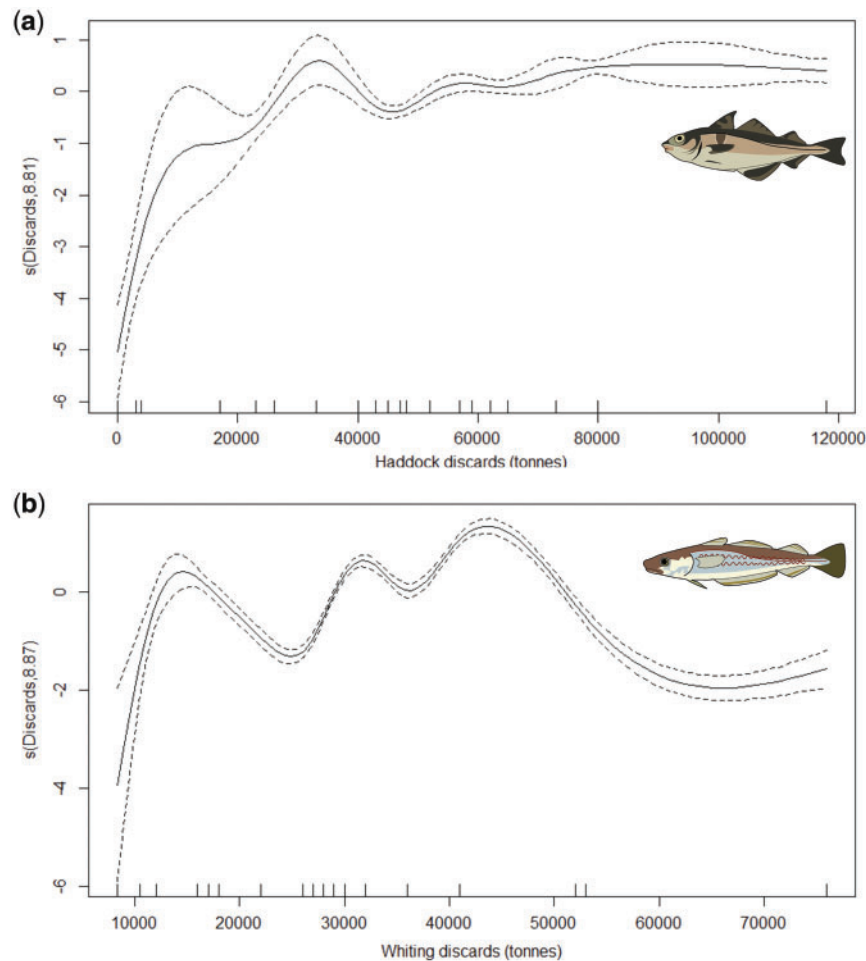 (a)
1
0
-1
-2
-3
-4
-5
-6
s(Discards,8.81)
0 20000 40000 60000 80000 100000 120000
Haddock discards (tonnes)
(b)
0
-2
-4
-6
s(Discards,8.87)
10000 20000 30000 40000 50000 60000 70000
Whiting discards (tonnes)